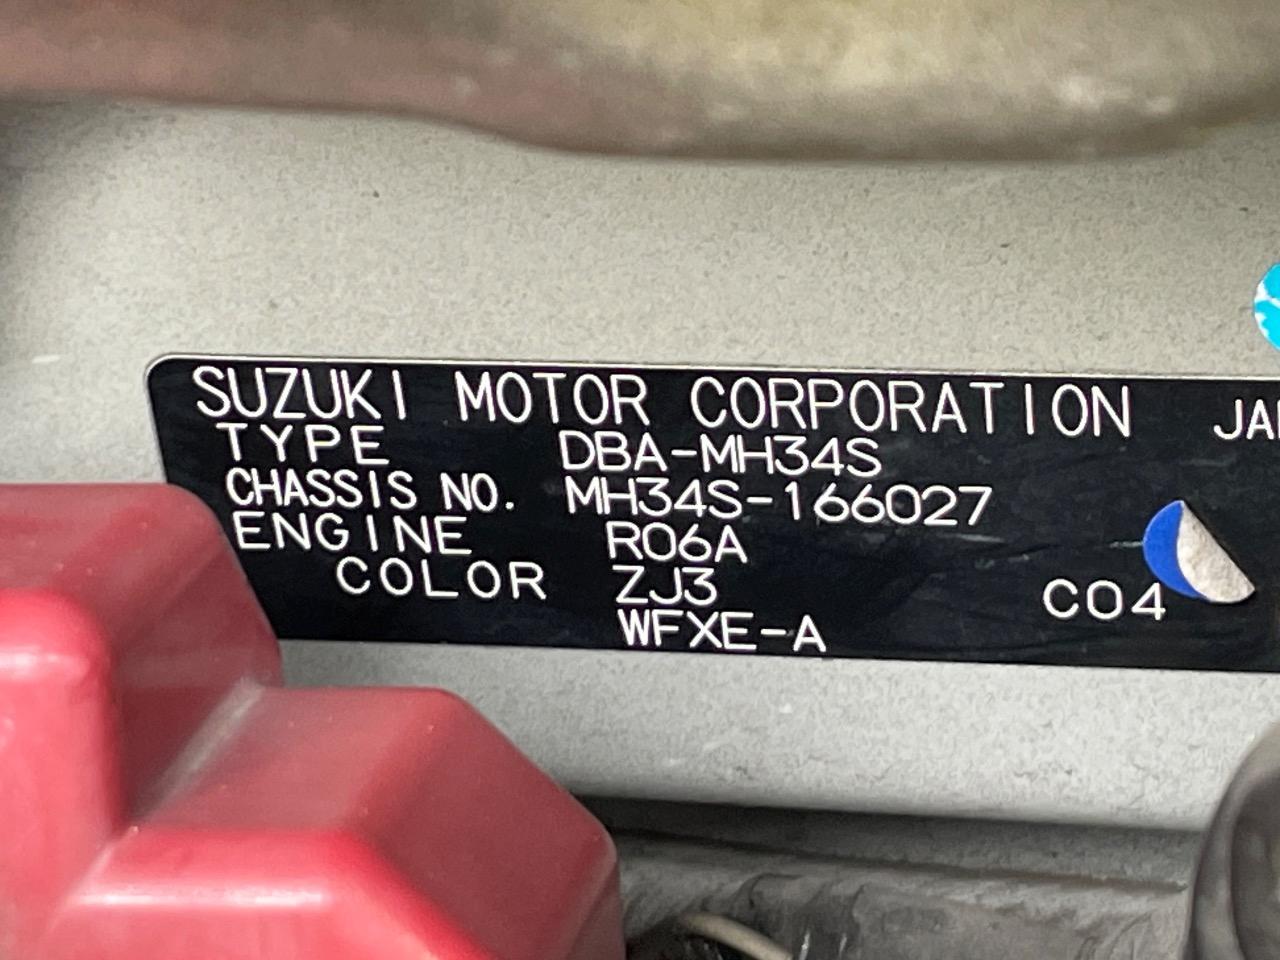 SUZUKI MOTOR CORPORATION
TYPE DBA-MH34S
CHASSIS NO. MH34S-166027
ENGINE R06A
COLOR ZJ3 C04
WFXE-A